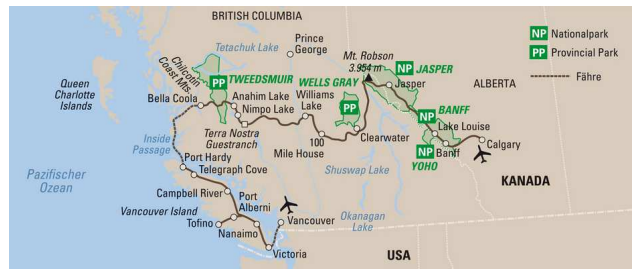 BRITISH COLUMBIA
NP Nationalpark
PP Provincial Park
Fähre
Prince
George
Tetachuk Lake
Mt. Robson
3.954 m
NP JASPER
Jasper
ALBERTA
Queen
Charlotte
Islands
Chilcotin
Coast Mts.
PP TWEEDSMUIR
WELLS GRAY
PP
Bella Coola
Anahim Lake
Nimpo Lake
Williams
Lake
NP BANFF
Lake Louise
Terra Nostra
Guestranch
100
Mile House
Clearwater
NP
YOHO
Banff
Calgary
Inside
Passage
Port Hardy
Telegraph Cove
Shuswap Lake
KANADA
Pazifischer
Ozean
Campbell River
Port
Alberni
Vancouver Island
Tofino
Nanaimo
Vancouver
Okanagan
Lake
Victoria
USA